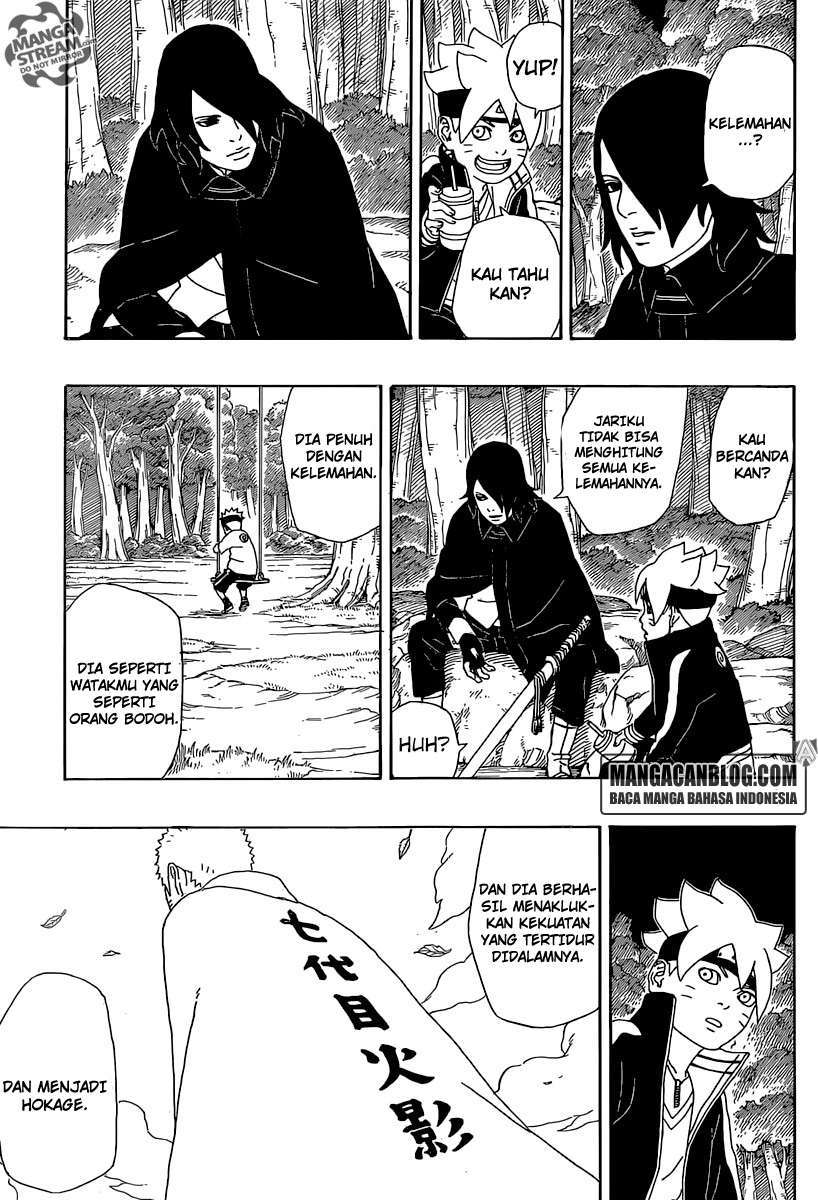 MANGA
STREAM
.COM
DO NOT MIRROR
KELEMAHAN
...?
YUP!
KAU TAHU
KAN?
KAU
BERCANDA
KAN?
JARIKU
TIDAK BISA
MENGHITUNG
SEMUA KE-
LEMAHANNYA.
HUH?
DIA PENUH
DENGAN
KELEMAHAN.
DIA SEPERTI
WATAKMU YANG
SEPERTI
ORANG BODOH.
MANGACANBLOG.COM
BACA MANGA BAHASA INDONESIA
DAN DIA BERHA-
SIL MENAKLUK-
KAN KEKUATAN
YANG TERTIDUR
DIDALAMNYA.
七代目火影
DAN MENJADI
HOKAGE.